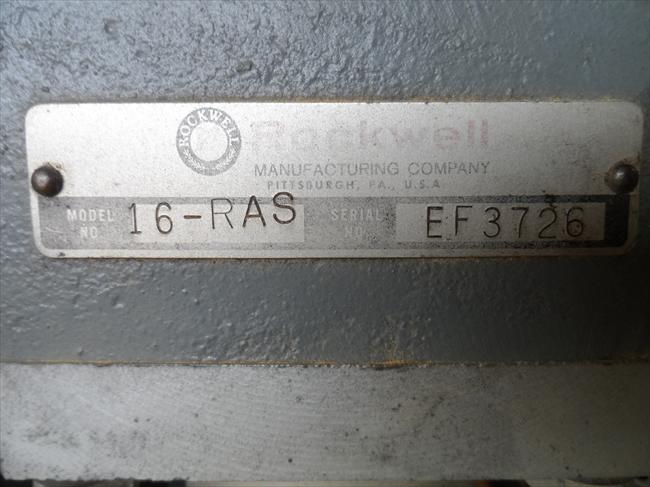 ROCKWELL
Rockwell
MANUFACTURING COMPANY
PITTSBURGH, PA., U.S.A
MODEL NO 16-RAS SERIAL NO EF3726